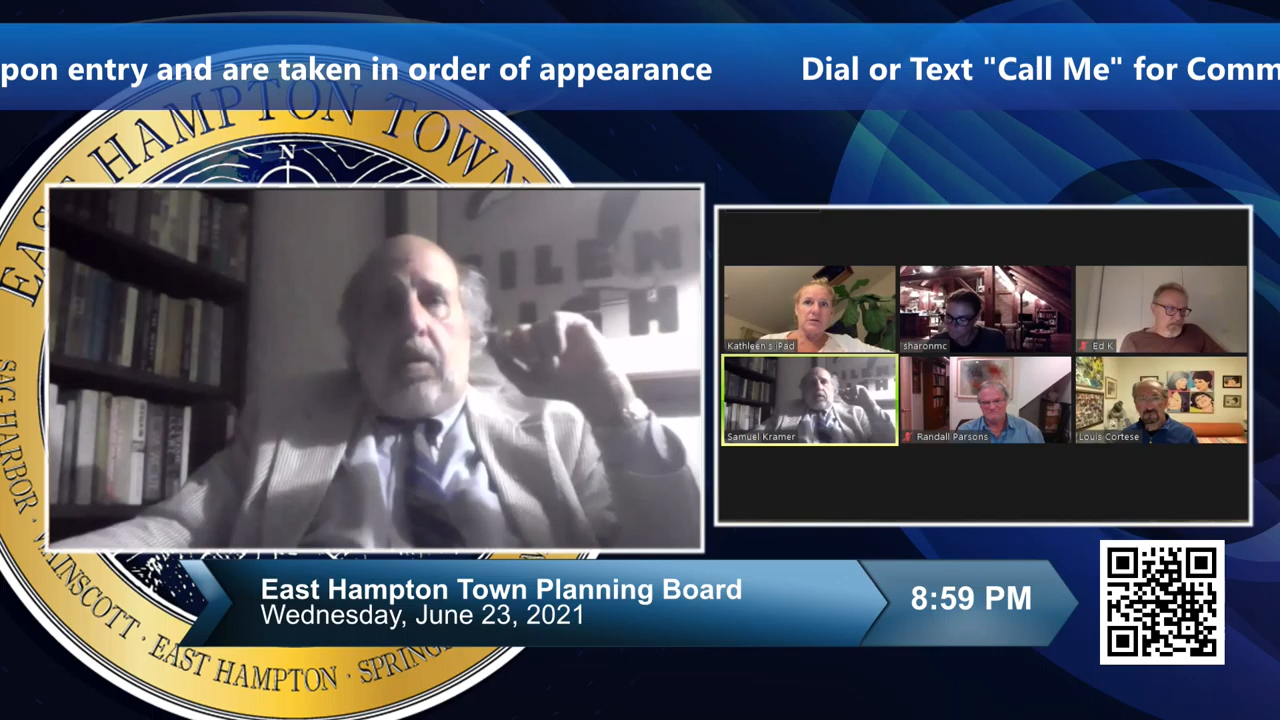 pon entry and are taken in order of appearance
Dial or Text "Call Me" for Comm
EAST HAMPTON TOWN
N
SAG HARBOR · WAINSCOTT · EAST HAMPTON · SPRING
Kathleen's iPad
sharonmc
Ed K
Samuel Kramer
Randall Parsons
Louis Cortese
East Hampton Town Planning Board
Wednesday, June 23, 2021
8:59 PM